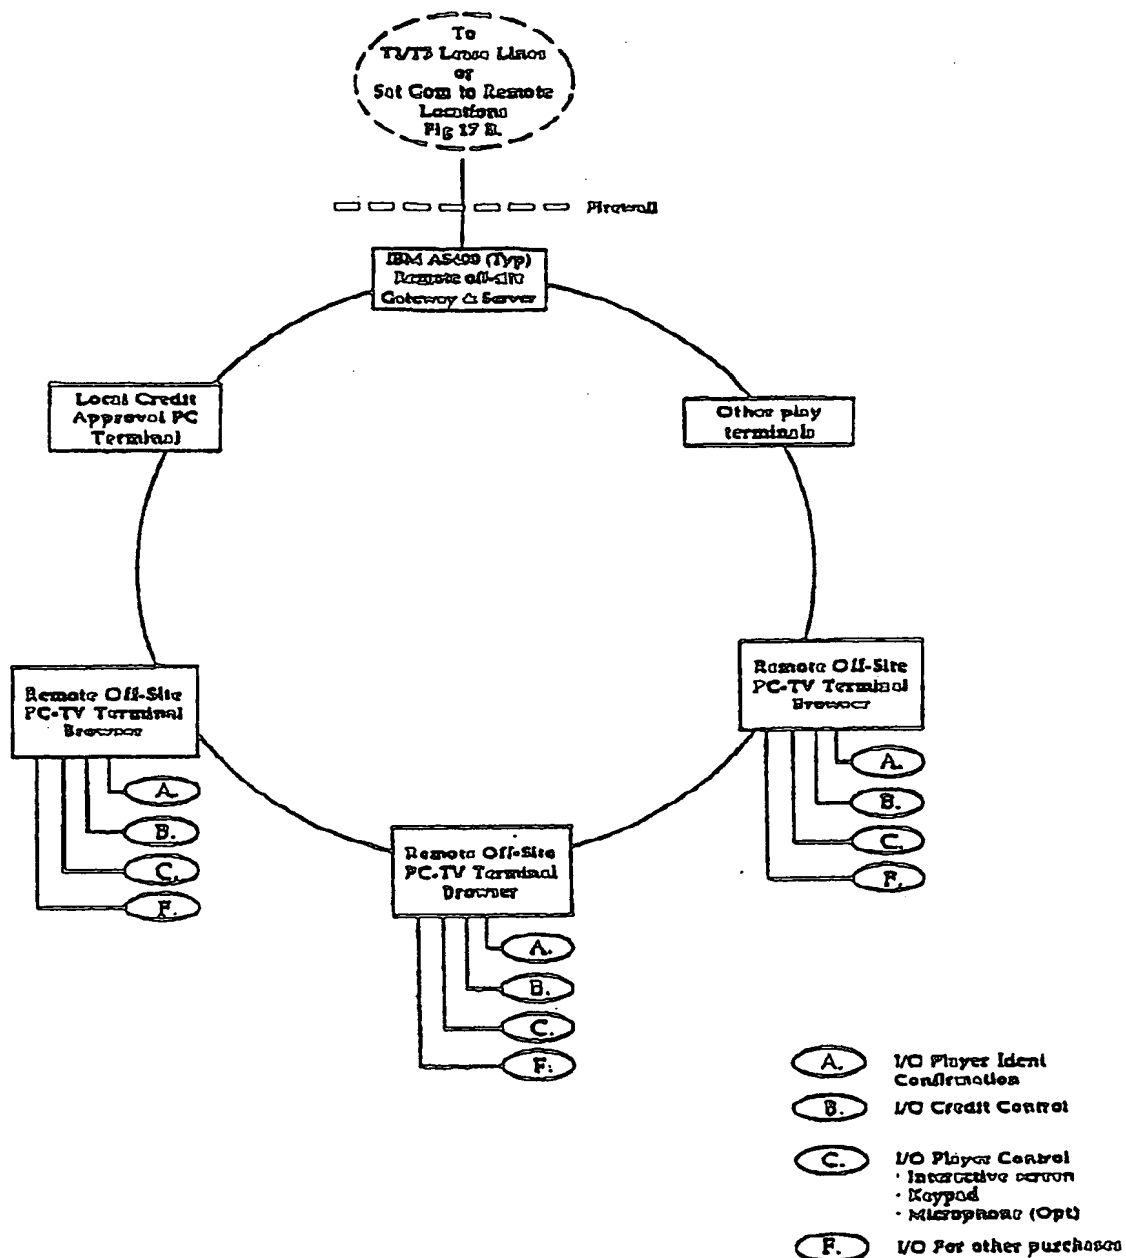 To
T1/T3 Lease Lines
or
Sat Com to Remote
Locations
Fig 17 B.
Firewall
IBM AS400 (Typ)
Remote off-site
Gateway & Server
Local Credit
Approval PC
Terminal
Other play
terminals
Remote Off-Site
PC-TV Terminal
Browser
A.
B.
C.
F.
Remote Off-Site
PC-TV Terminal
Browser
A.
B.
C.
F.
Remote Off-Site
PC-TV Terminal
Browser
A.
B.
C.
F.
A. I/O Player Ident
Confirmation
B. I/O Credit Control
C. I/O Player Control
· Interactive screen
· Keypad
· Microphone (Opt)
F. I/O For other purchases